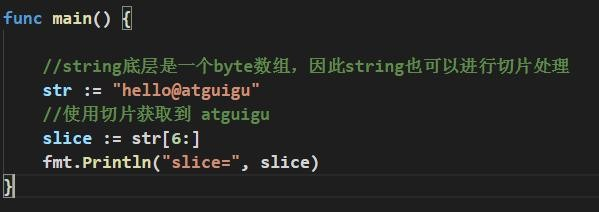 func main() {
//string底层是一个byte数组，因此string也可以进行切片处理
str := "hello@atguigu"
//使用切片获取到 atguigu
slice := str[6:]
fmt.Println("slice=", slice)
}